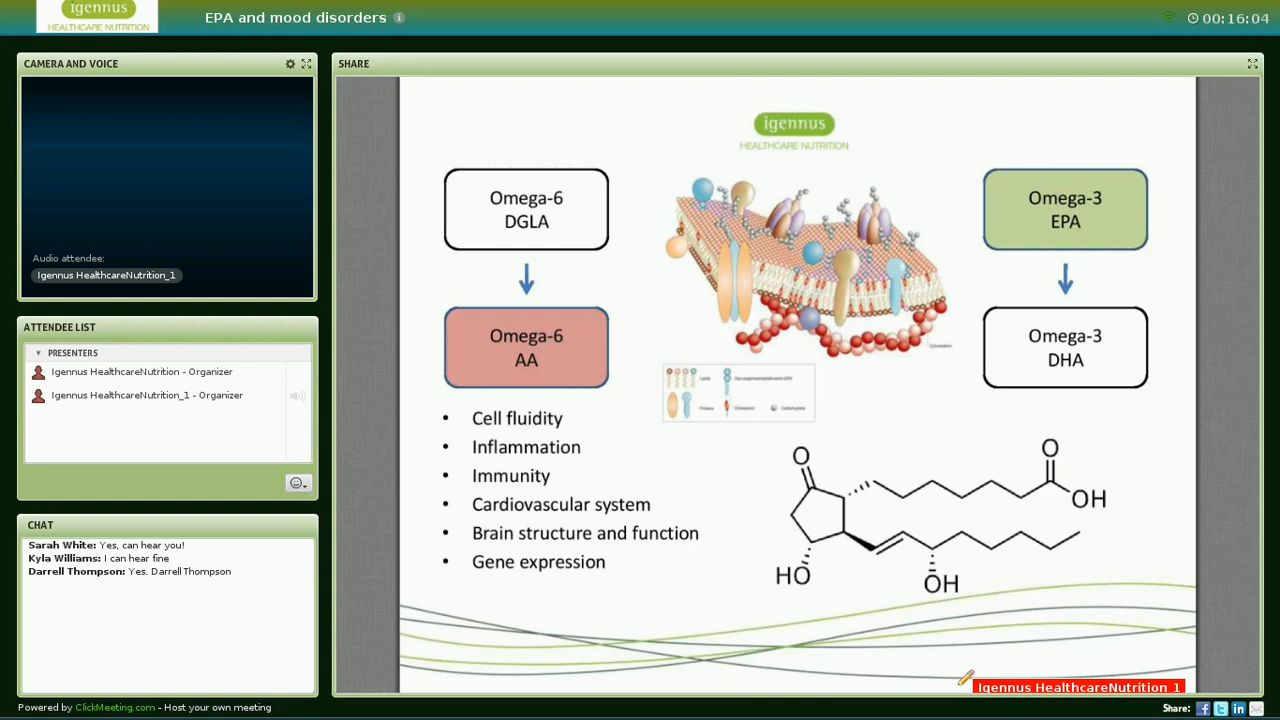 igennus
HEALTHCARE NUTRITION
EPA and mood disorders
00:16:04
CAMERA AND VOICE
Audio attendee:
Igennus HealthcareNutrition_1
ATTENDEE LIST
PRESENTERS
Igennus HealthcareNutrition - Organizer
Igennus HealthcareNutrition_1 - Organizer
CHAT
Sarah White: Yes, can hear you!
Kyla Williams: I can hear fine
Darrell Thompson: Yes. Darrell Thompson
SHARE
igennus
HEALTHCARE NUTRITION
Omega-6
DGLA
Omega-6
AA
Omega-3
EPA
Omega-3
DHA
• Cell fluidity
• Inflammation
• Immunity
• Cardiovascular system
• Brain structure and function
• Gene expression
O
O
OH
HO
OH
Igennus HealthcareNutrition_1
Powered by ClickMeeting.com - Host your own meeting
Share: